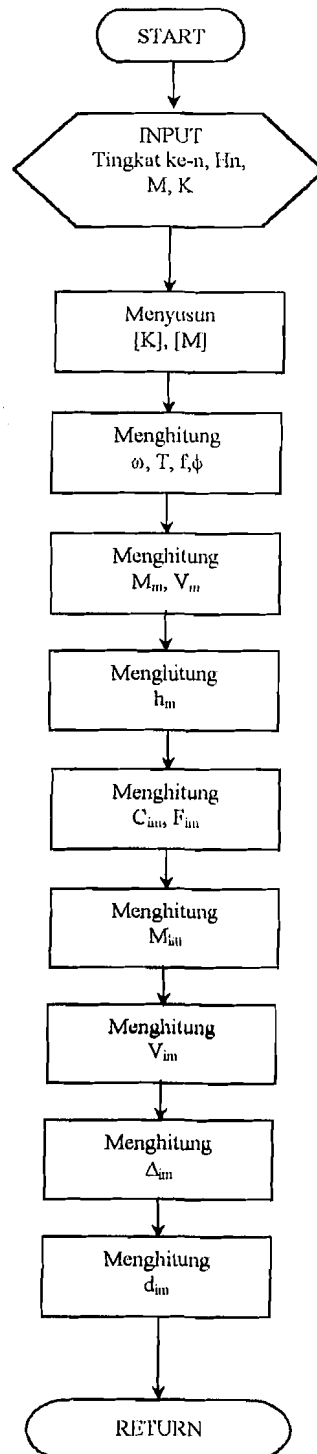 START
INPUT
Tingkat ke-n, Hn,
M, K
Menyusun
[K], [M]
Menghitung
ω, T, f,ϕ
Menghitung
Mₘ, Vₘ
Menghitung
hₘ
Menghitung
Cᵢₘ, Fᵢₘ
Menghitung
Mᵢₘ
Menghitung
Vᵢₘ
Menghitung
Δᵢₘ
Menghitung
dᵢₘ
RETURN